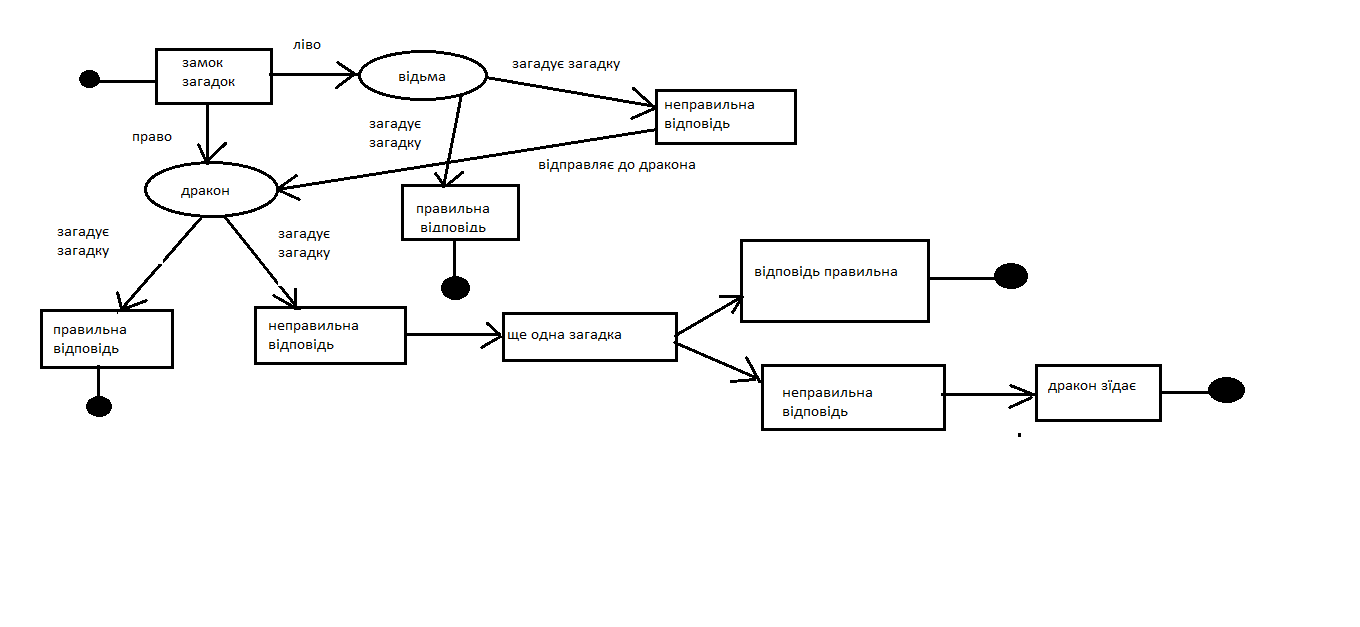 замок
загадок
ліво
відьма
загадує загадку
неправильна
відповідь
право
загадує
загадку
відправляє до дракона
дракон
правильна
відповідь
загадує
загадку
загадує
загадку
відповідь правильна
правильна
відповідь
неправильна
відповідь
ще одна загадка
неправильна
відповідь
дракон зїдає